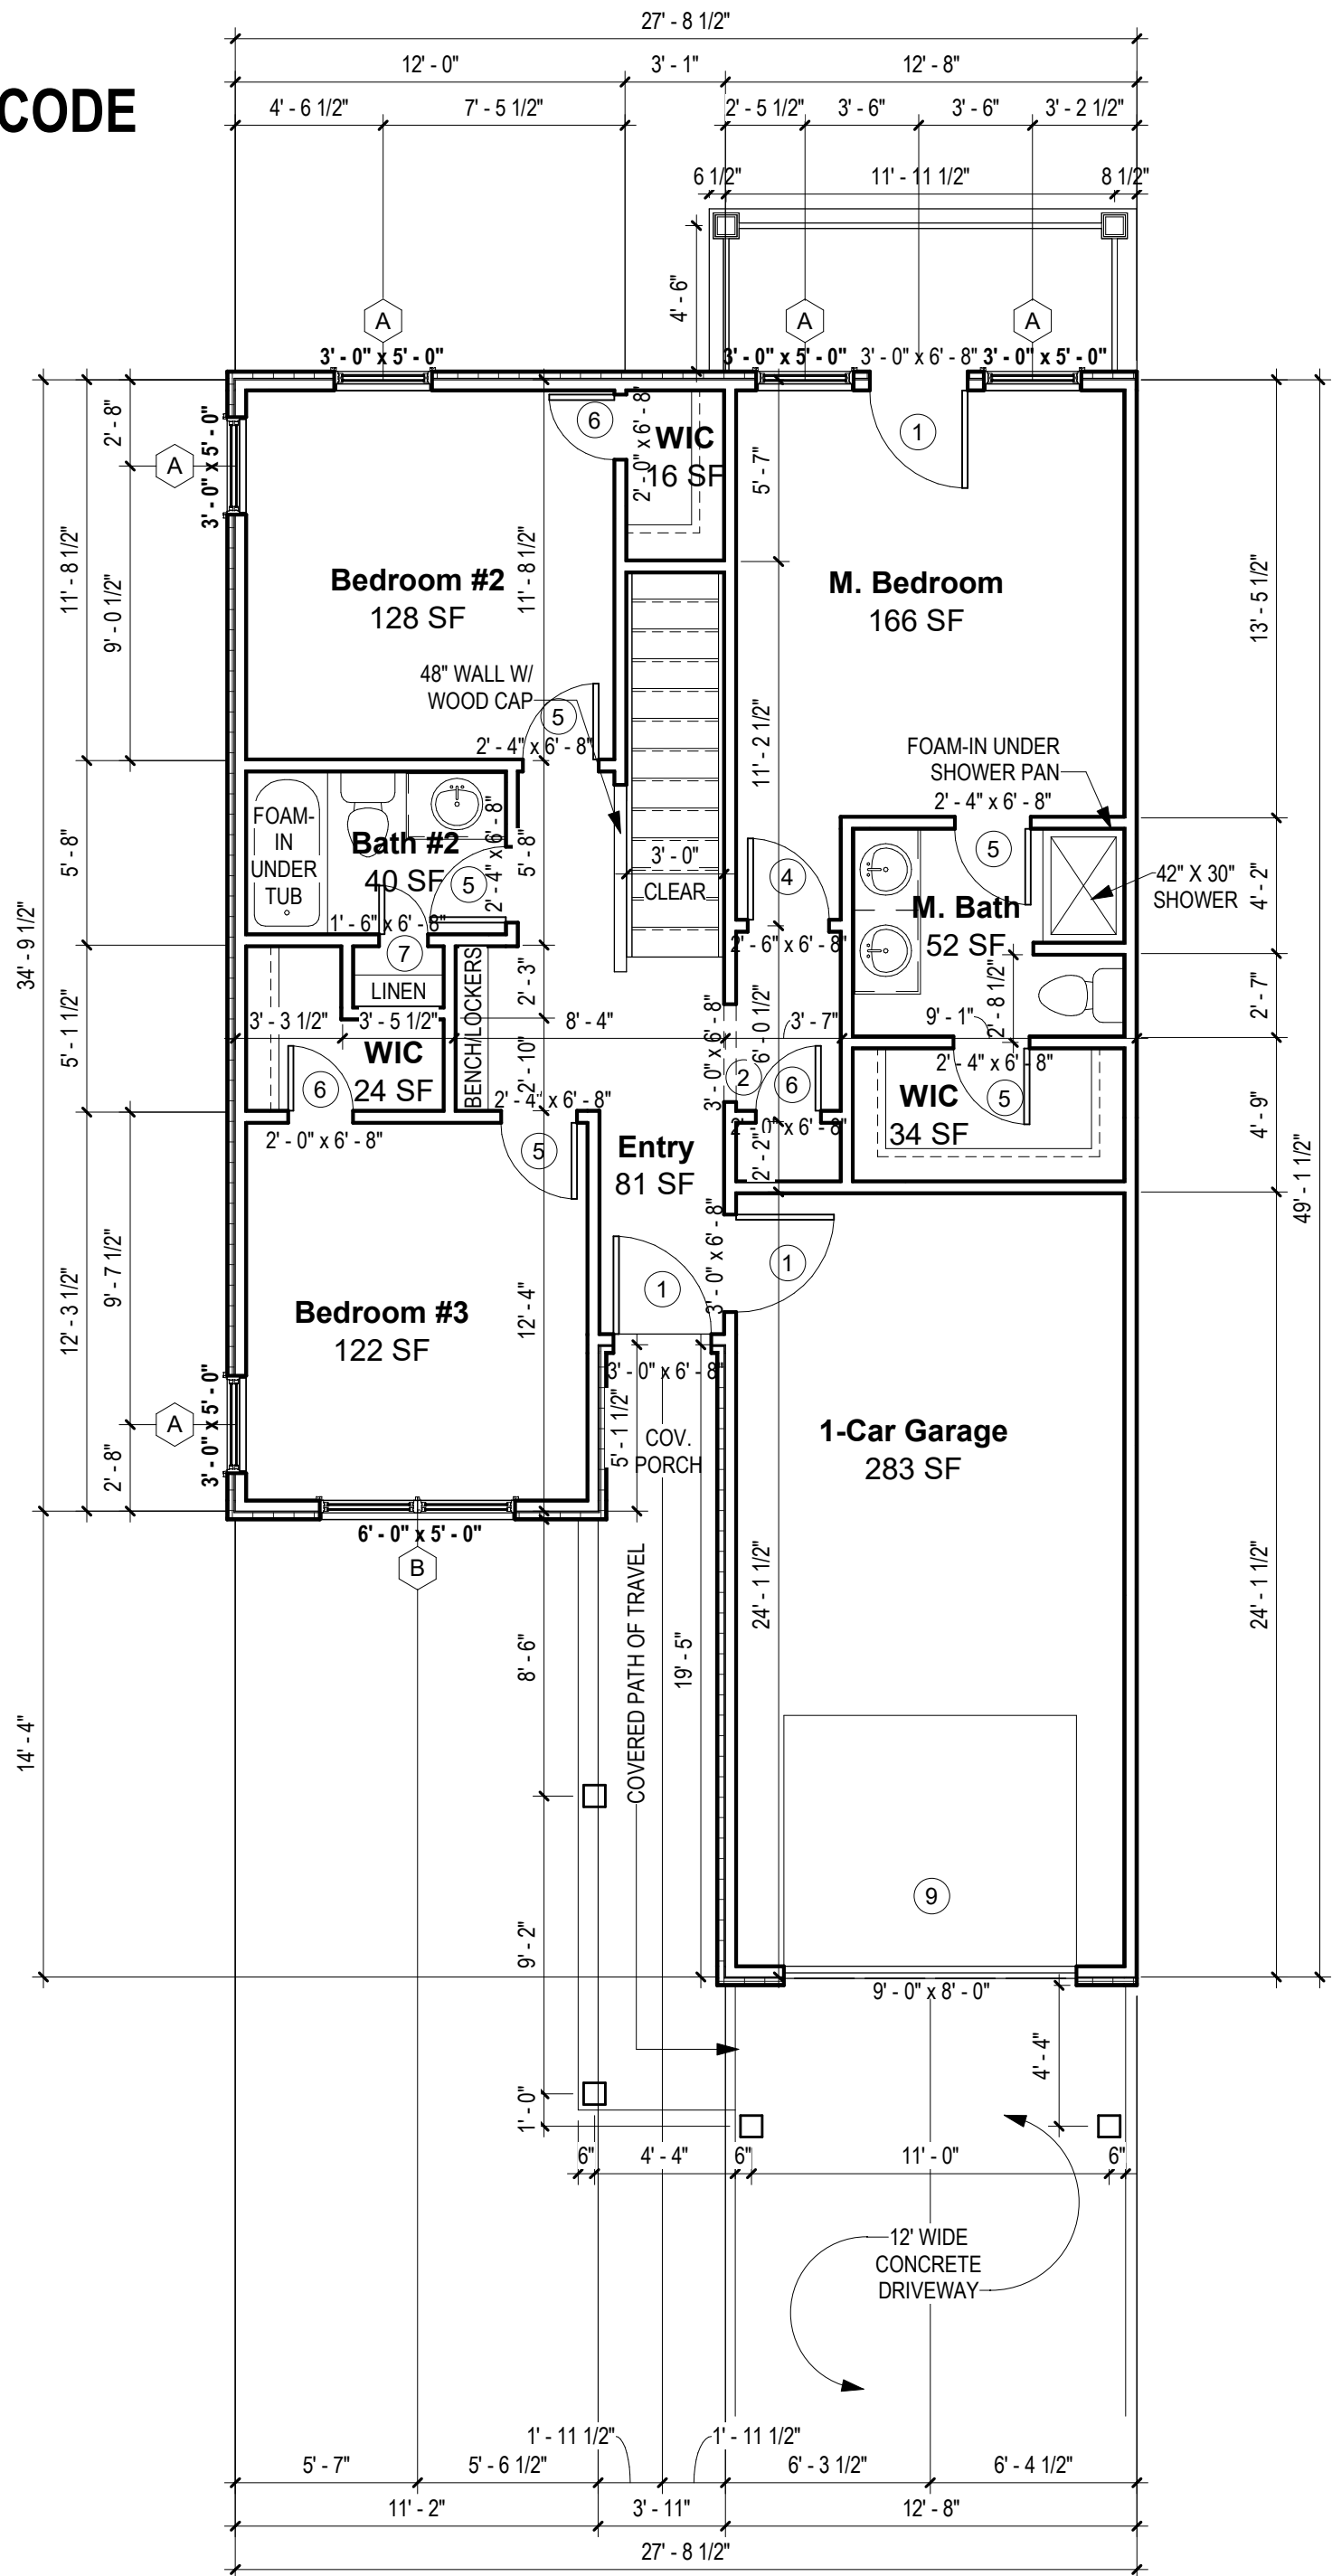 27' - 8 1/2"
12' - 0"
3' - 1"
12' - 8"
CODE
4' - 6 1/2"
7' - 5 1/2"
2' - 5 1/2"
3' - 6"
3' - 6"
3' - 2 1/2"
6 1/2"
11' - 11 1/2"
8 1/2"
4' - 6"
A
A
A
3' - 0" x 5' - 0"
3' - 0" x 5' - 0"
3' - 0" x 6' - 8"
3' - 0" x 5' - 0"
2' - 8"
A
3' - 0" x 5' - 0"
6
2' - 0" x 6' - 8"
WIC
16 SF
5' - 7"
1
11' - 8 1/2"
9' - 0 1/2"
11' - 8 1/2"
Bedroom #2
128 SF
M. Bedroom
166 SF
13' - 5 1/2"
48" WALL W/
WOOD CAP
5
2' - 4" x 6' - 8"
11' - 2 1/2"
FOAM-IN UNDER
SHOWER PAN
2' - 4" x 6' - 8"
FOAM-
IN
UNDER
TUB
Bath #2
40 SF
5
2' - 4" x 6' - 8"
5' - 8"
5' - 8"
3' - 0"
CLEAR
4
5
42" X 30"
SHOWER
4' - 2"
M. Bath
52 SF
1' - 6" x 6' - 8"
7
LINEN
2' - 6" x 6' - 8"
34' - 9 1/2"
5' - 1 1/2"
3' - 3 1/2"
3' - 5 1/2"
BENCH/LOCKERS
2' - 3"
2' - 10"
8' - 4"
3' - 0" x 6' - 8"
6' - 0 1/2"
3' - 7"
9' - 1"
2' - 8 1/2"
2' - 7"
WIC
24 SF
6
2' - 0" x 6' - 8"
2' - 4" x 6' - 8"
5
2
6
2' - 0" x 6' - 8"
2' - 2"
2' - 4" x 6' - 8"
5
WIC
34 SF
4' - 9"
49' - 1 1/2"
Entry
81 SF
3' - 0" x 6' - 8"
1
1
12' - 3 1/2"
9' - 7 1/2"
Bedroom #3
122 SF
12' - 4"
3' - 0" x 6' - 8"
5' - 1 1/2"
COV.
PORCH
1-Car Garage
283 SF
A
3' - 0" x 5' - 0"
2' - 8"
6' - 0" x 5' - 0"
B
14' - 4"
8' - 6"
COVERED PATH OF TRAVEL
19' - 5"
24' - 1 1/2"
24' - 1 1/2"
9' - 2"
9
9' - 0" x 8' - 0"
4' - 4"
1' - 0"
6"
4' - 4"
6"
11' - 0"
6"
12' WIDE
CONCRETE
DRIVEWAY
1' - 11 1/2"
1' - 11 1/2"
5' - 7"
5' - 6 1/2"
6' - 3 1/2"
6' - 4 1/2"
11' - 2"
3' - 11"
12' - 8"
27' - 8 1/2"